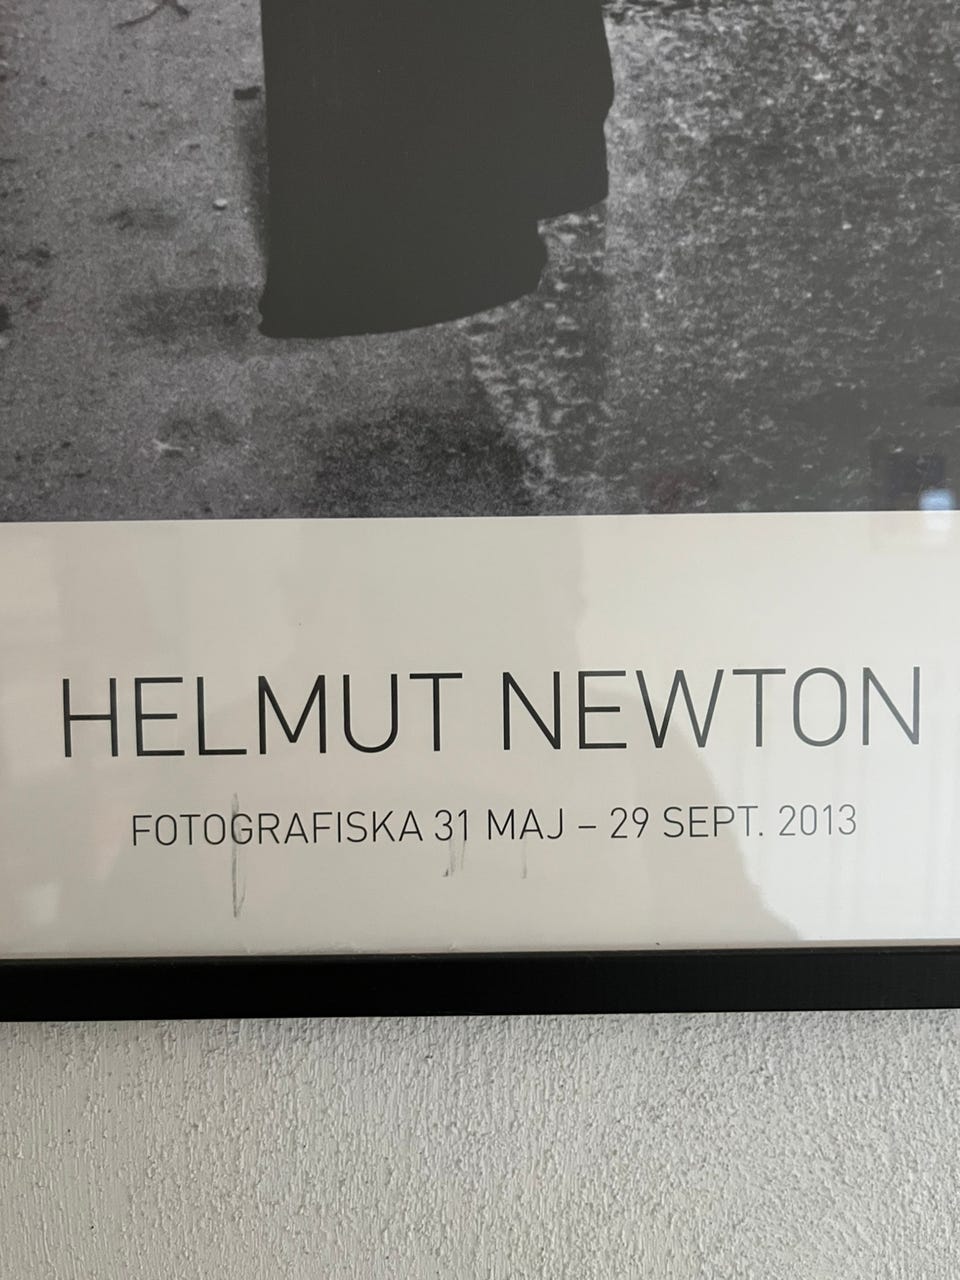 HELMUT NEWTON
FOTOGRAFISKA 31 MAJ – 29 SEPT. 2013